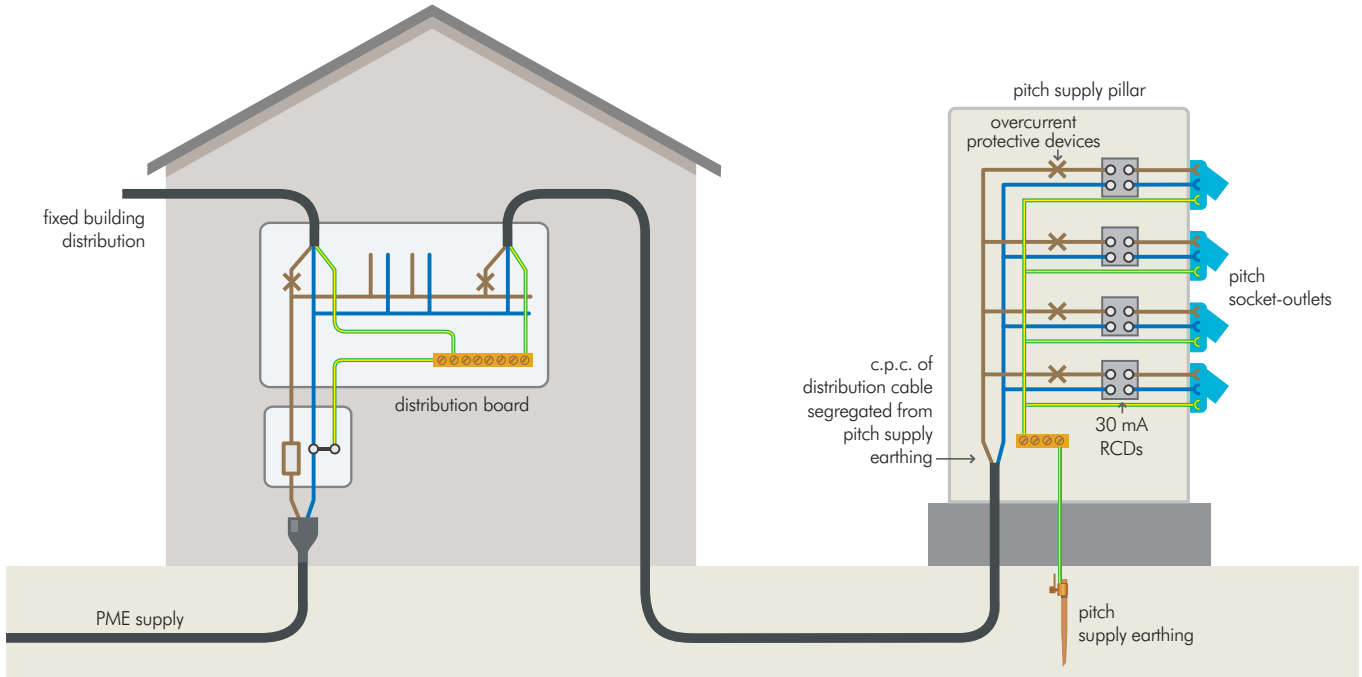 pitch supply pillar
overcurrent
protective devices
fixed building
distribution
pitch
socket-outlets
c.p.c. of
distribution cable
segregated from
pitch supply
earthing
distribution board
30 mA
RCDs
PME supply
pitch
supply earthing